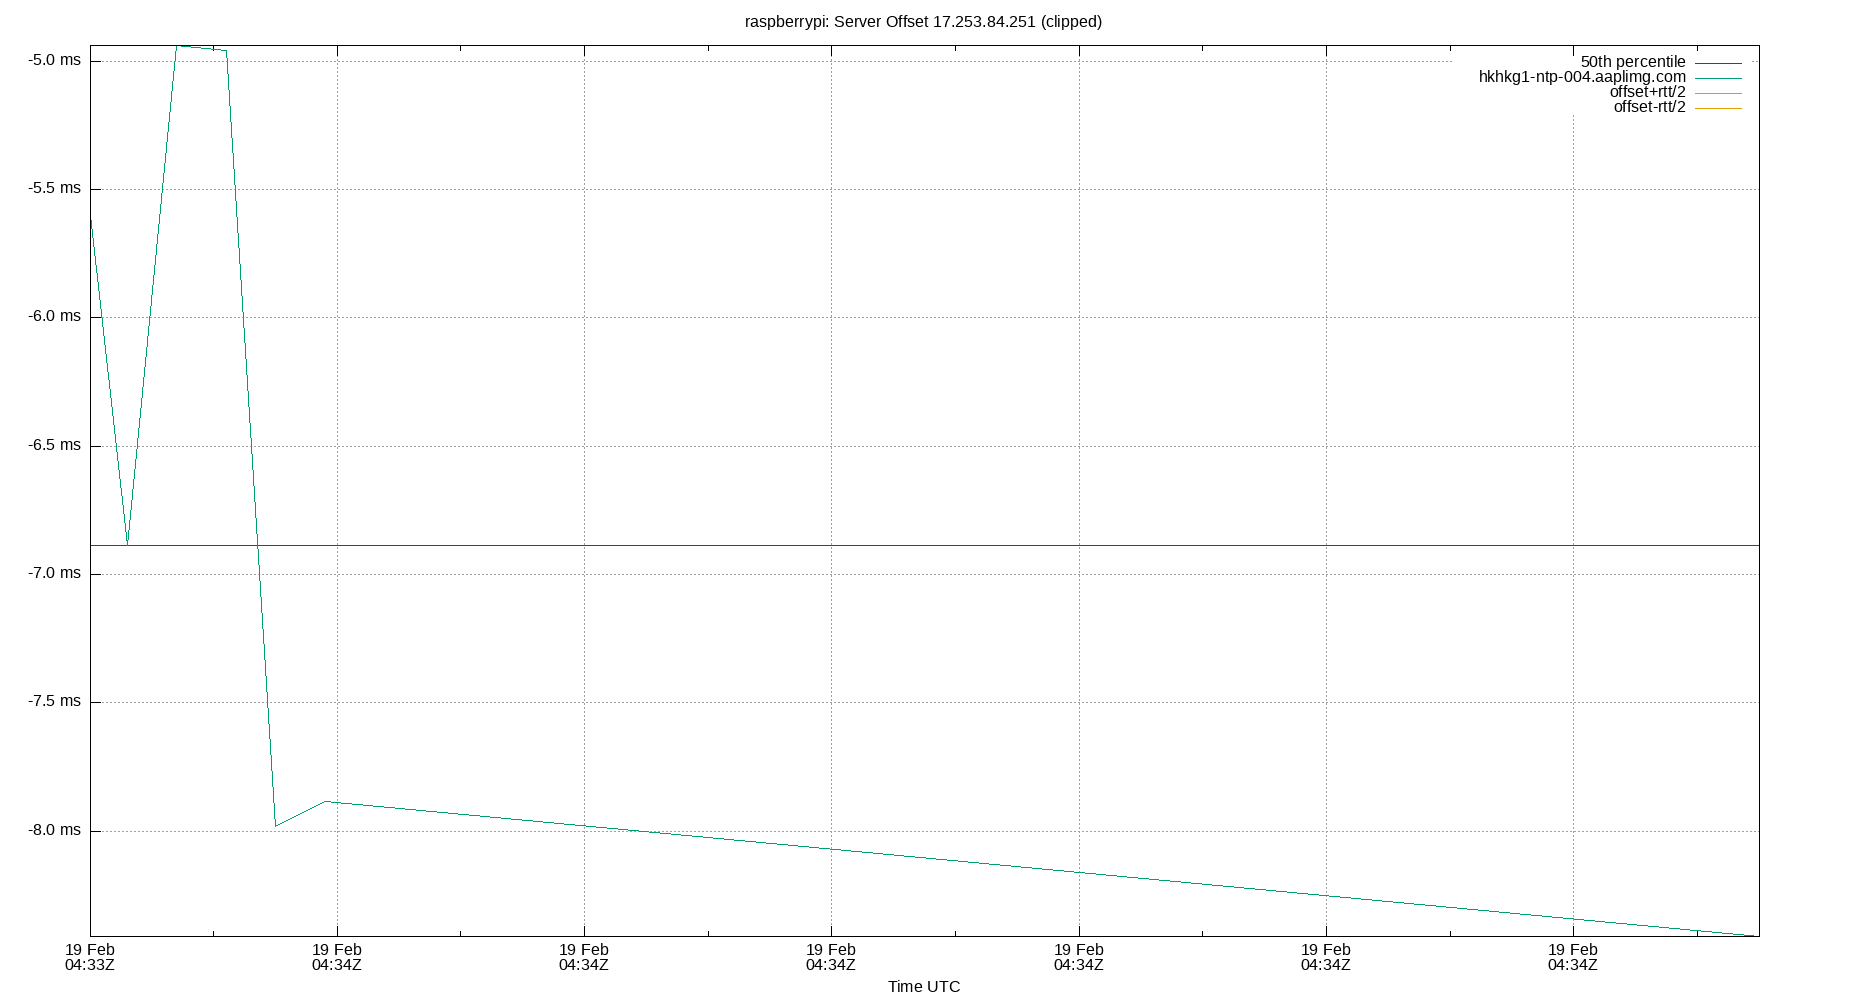 raspberrypi: Server Offset 17.253.84.251 (clipped)
50th percentile
hkhkg1-ntp-004.aaplimg.com
offset+rtt/2
offset-rtt/2
-5.0 ms
-5.5 ms
-6.0 ms
-6.5 ms
-7.0 ms
-7.5 ms
-8.0 ms
19 Feb 19 Feb 19 Feb 19 Feb 19 Feb 19 Feb 19 Feb
04:33Z 04:34Z 04:34Z 04:34Z 04:34Z 04:34Z 04:34Z
Time UTC